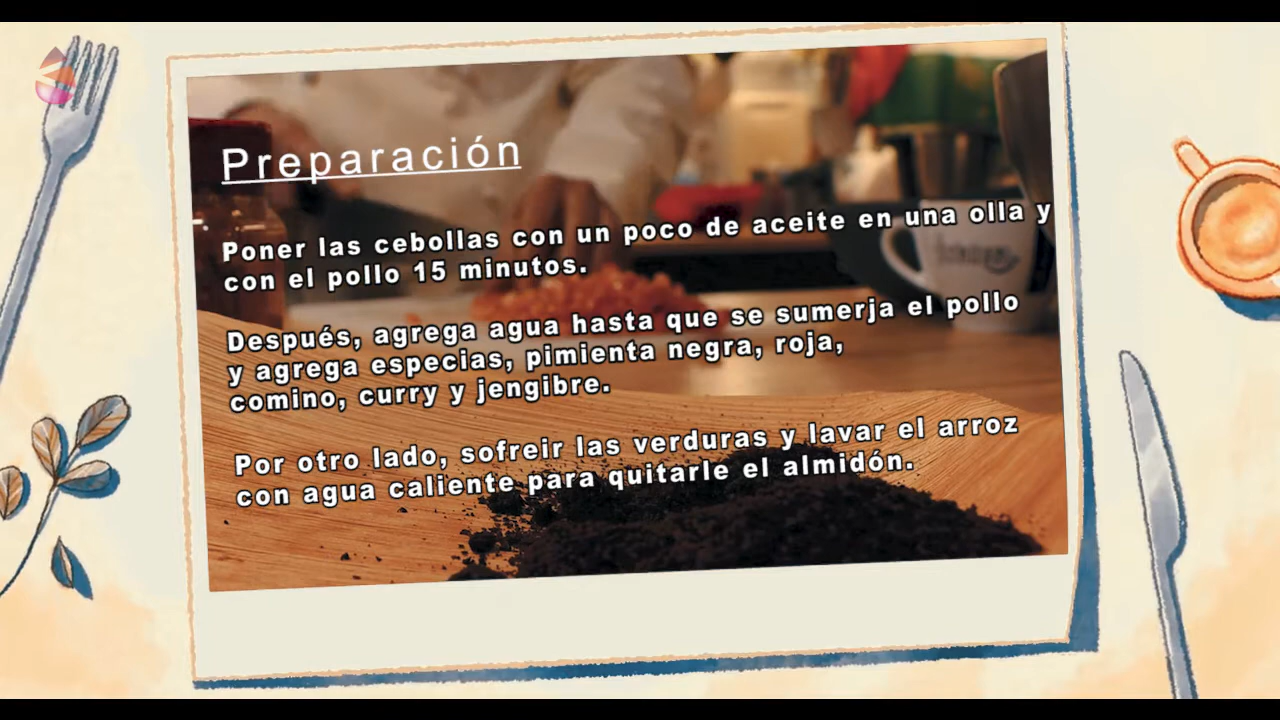 Preparación
Poner las cebollas con un poco de aceite en una olla y
con el pollo 15 minutos.
Después, agrega agua hasta que se sumerja el pollo
y agrega especias, pimienta negra, roja,
comino, curry y jengibre.
Por otro lado, sofreir las verduras y lavar el arroz
con agua caliente para quitarle el almidón.